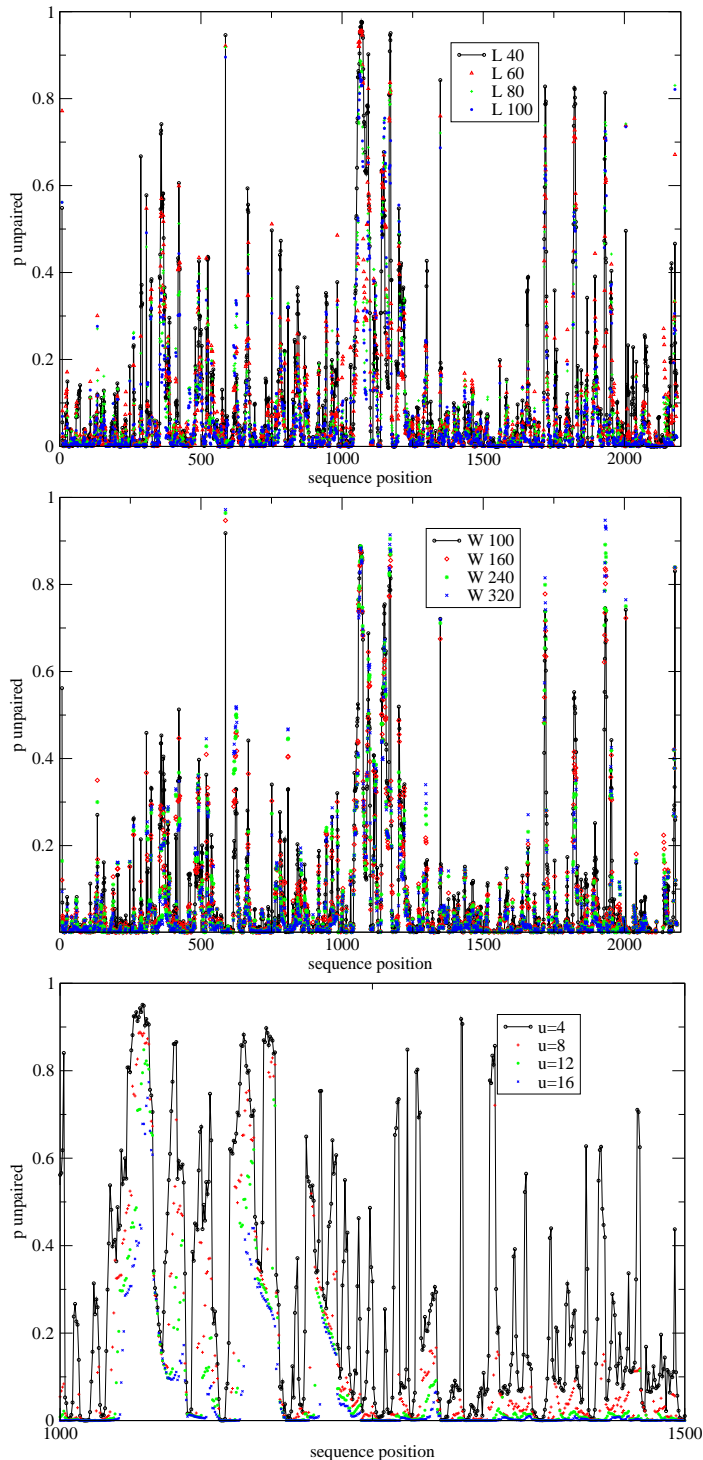 1
L 40
L 60
0.8
L 80
L 100
0.6
p unpaired
0.4
0.2
0
0
500
1000
1500
2000
sequence position
1
W 100
W 160
0.8
W 240
W 320
0.6
p unpaired
0.4
0.2
0
500
1000
1500
2000
sequence position
1
u=4
u=8
0.8
u=12
u=16
0.6
p unpaired
0.4
0.2
0
1000
1500
sequence position